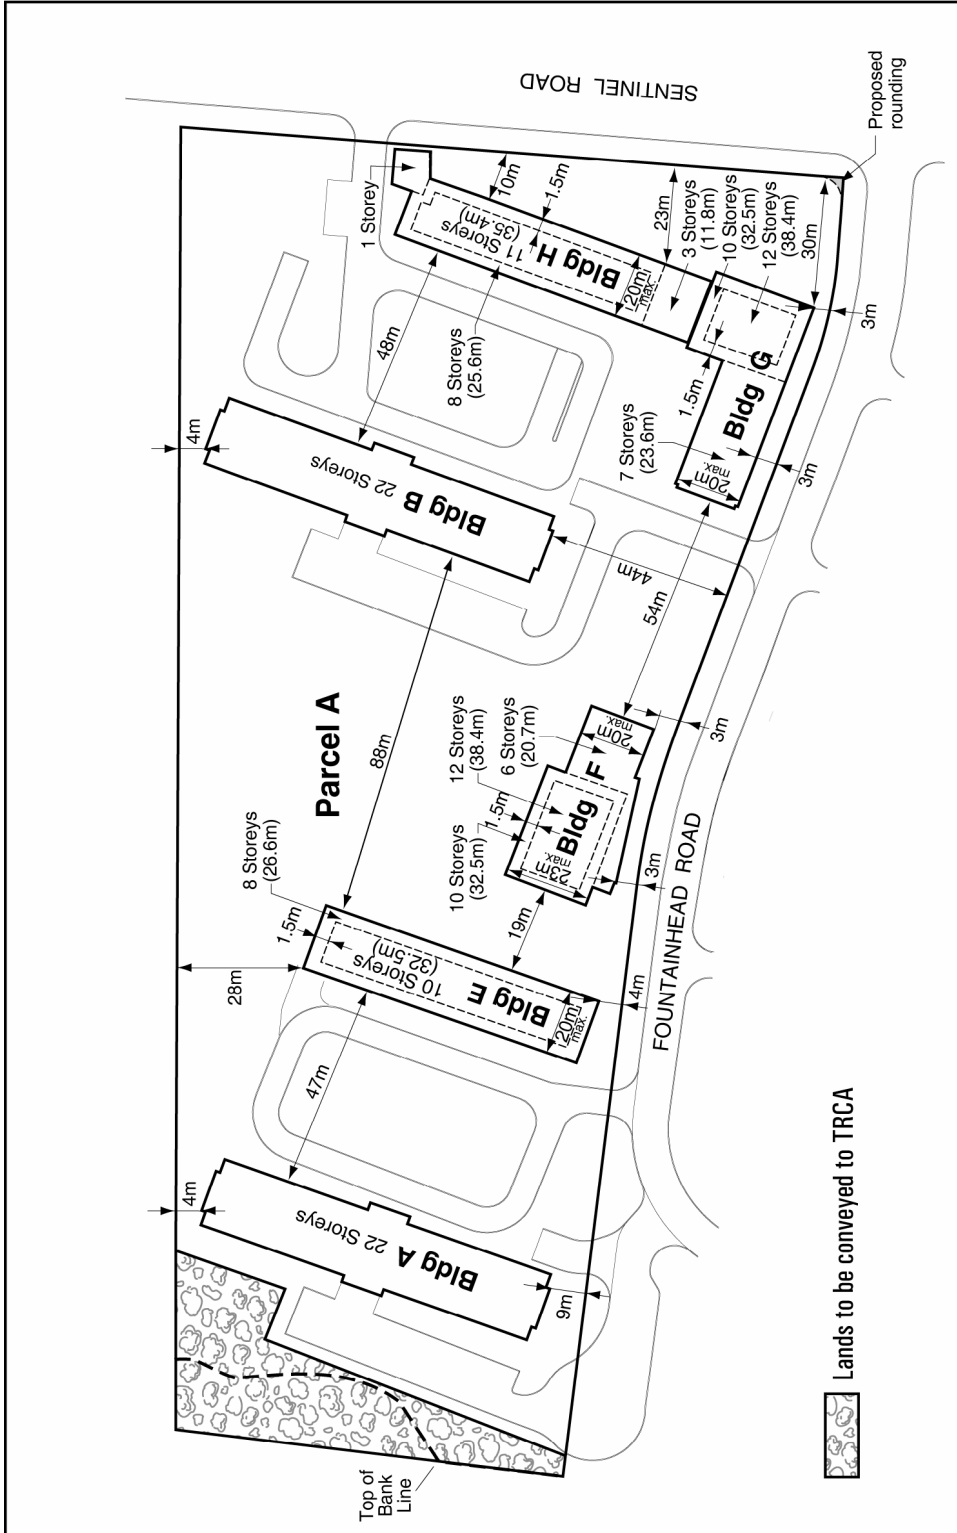 SENTINEL ROAD
Proposed
rounding
1 Storey
11 Storeys
(35.4m)
Bldg H
10m
1.5m
23m
3 Storeys
(11.8m)
10 Storeys
(32.5m)
12 Storeys
(38.4m)
30m
3m
20m
max.
48m
8 Storeys
(25.6m)
4m
22 Storeys
Bldg B
1.5m
Bldg G
7 Storeys
(23.6m)
20m
max.
3m
44m
54m
Parcel A
88m
12 Storeys
(38.4m)
6 Storeys
(20.7m)
20m
max.
3m
10 Storeys
(32.5m)
1.5m
Bldg F
23m
max.
3m
19m
8 Storeys
(26.6m)
1.5m
28m
10 Storeys
(32.5m)
Bldg E
20m
max.
4m
FOUNTAINHEAD ROAD
47m
4m
22 Storeys
Bldg A
9m
Top of
Bank
Line
Lands to be conveyed to TRCA